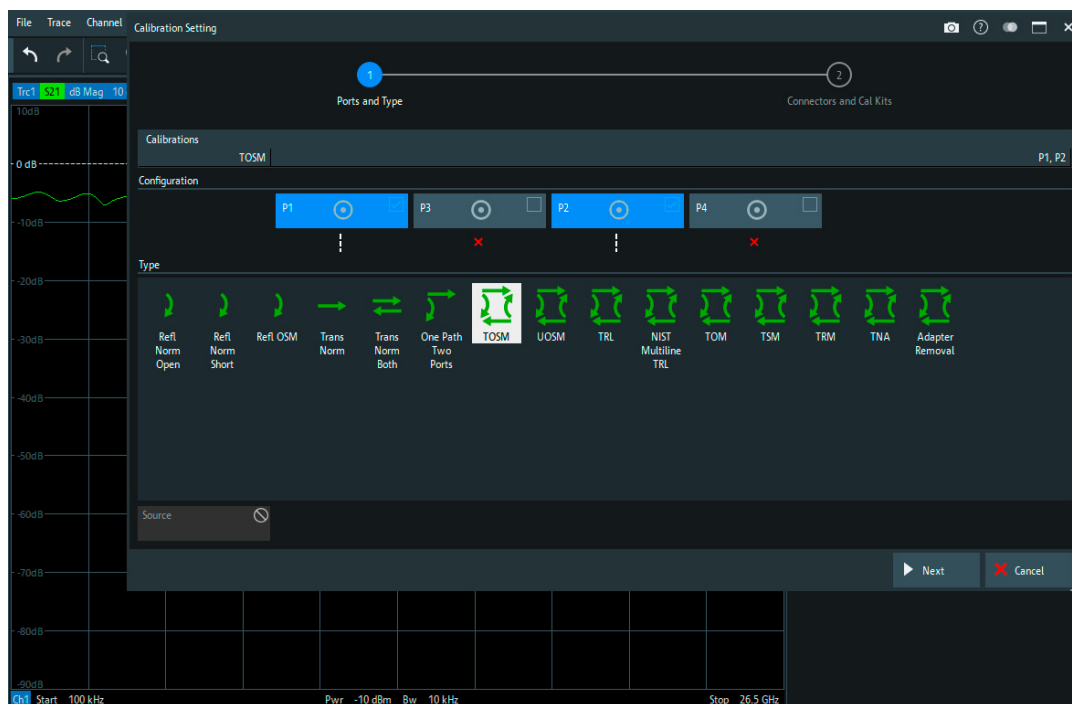 File Trace Channel
Calibration Setting
1
2
Ports and Type
Connectors and Cal Kits
Trc1 S21 dB Mag 10
10dB
Calibrations
TOSM
P1, P2
0 dB
Configuration
P1
P3
P2
P4
-10dB
Type
-20dB
-30dB
Refl
Norm
Open
Refl
Norm
Short
Refl OSM
Trans
Norm
Trans
Norm
Both
One Path
Two
Ports
TOSM
UOSM
TRL
NIST
Multiline
TRL
TOM
TSM
TRM
TNA
Adapter
Removal
-40dB
-50dB
-60dB
Source
-70dB
Next
Cancel
-80dB
-90dB
Ch1 Start 100 kHz
Pwr -10 dBm Bw 10 kHz
Stop 26.5 GHz